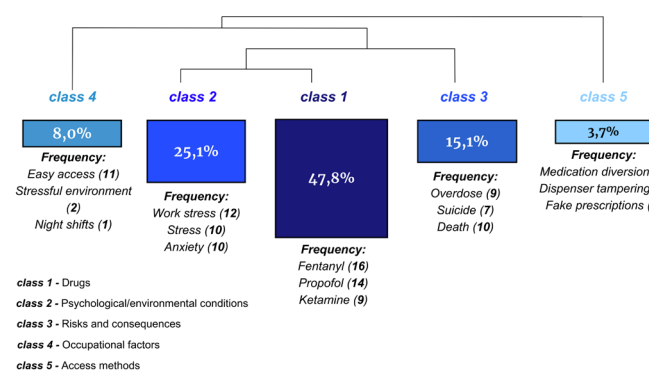 class 4
class 2
class 1
class 3
class 5
8,0%
25,1%
47,8%
15,1%
3,7%
Frequency:
Easy access (11)
Stressful environment
(2)
Night shifts (1)
Frequency:
Work stress (12)
Stress (10)
Anxiety (10)
Frequency:
Fentanyl (16)
Propofol (14)
Ketamine (9)
Frequency:
Overdose (9)
Suicide (7)
Death (10)
Frequency:
Medication diversion
Dispenser tampering
Fake prescriptions (
class 1 - Drugs
class 2 - Psychological/environmental conditions
class 3 - Risks and consequences
class 4 - Occupational factors
class 5 - Access methods